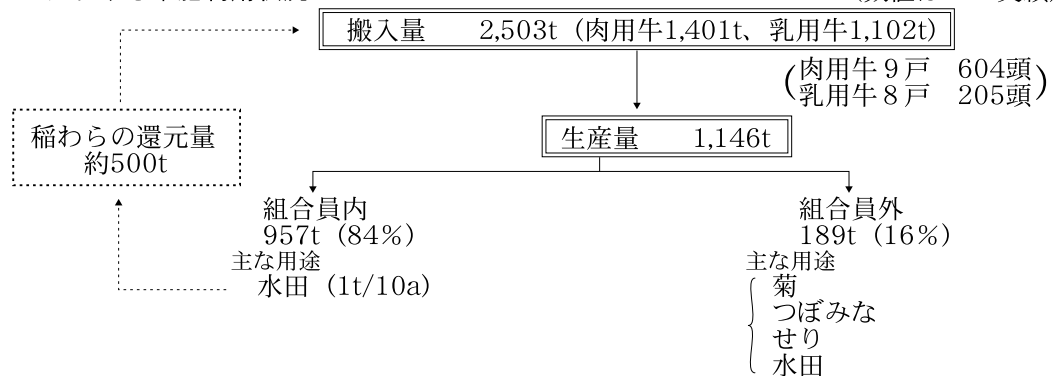 搬入量　2,503t（肉用牛1,401t、乳用牛1,102t）
肉用牛９戸　604頭
乳用牛８戸　205頭
稲わらの還元量
約500t
生産量　1,146t
組合員内
957t（84％）
主な用途
水田（1t/10a）
組合員外
189t（16％）
主な用途
菊
つぼみな
せり
水田